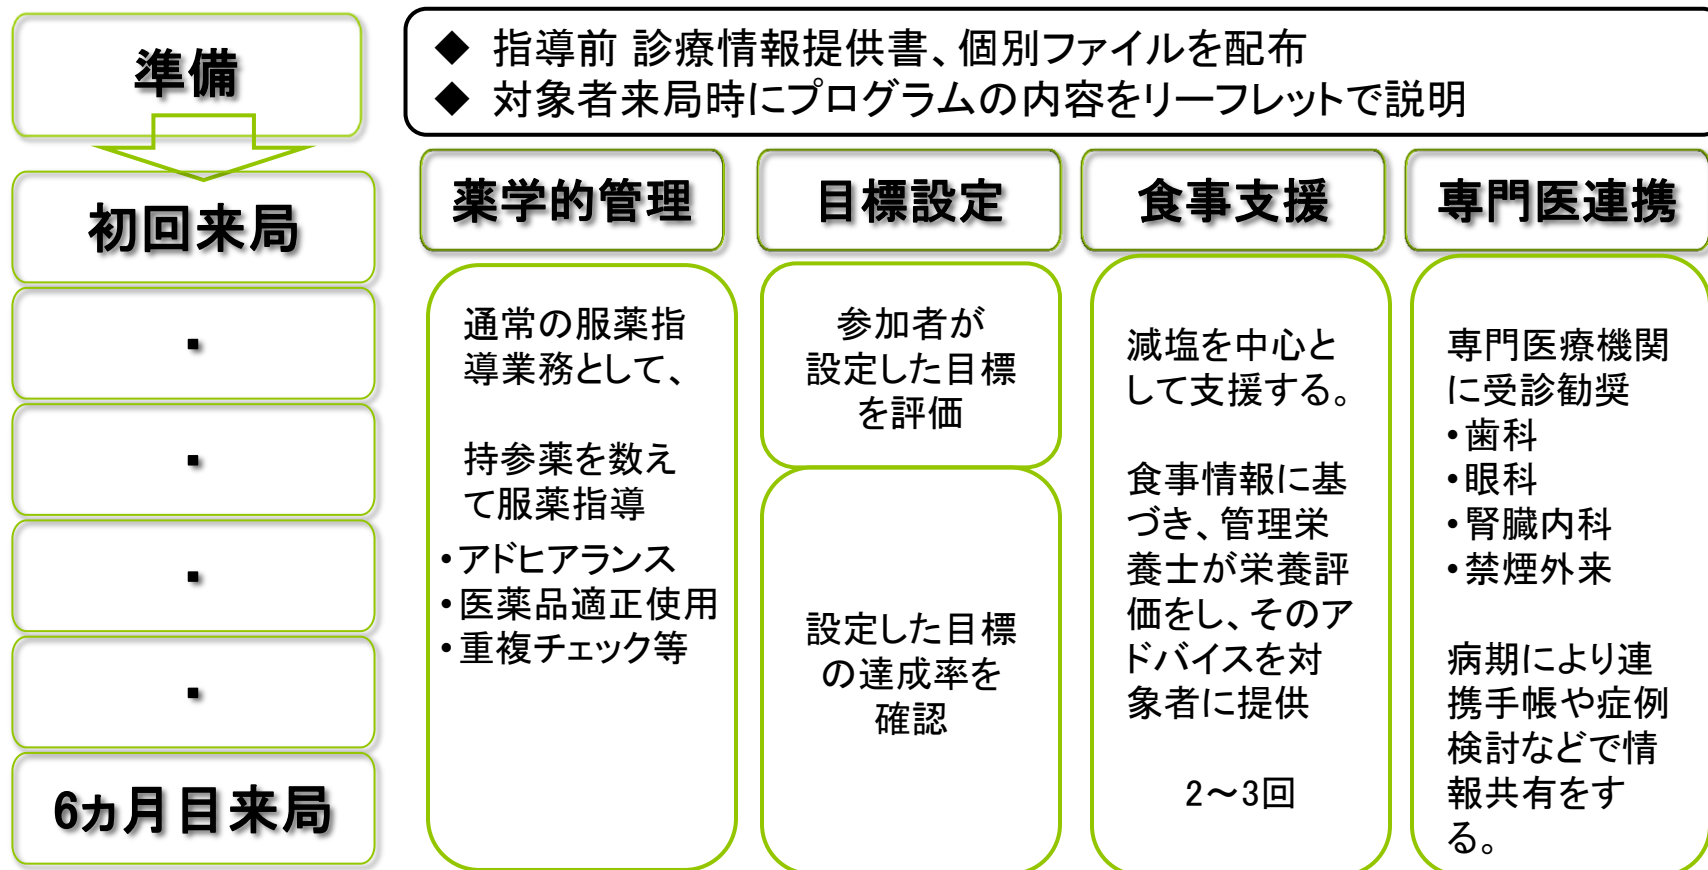 準備
◆ 指導前 診療情報提供書、個別ファイルを配布
◆ 対象者来局時にプログラムの内容をリーフレットで説明
初回来局
・
・
・
・
6カ月目来局
薬学的管理
通常の服薬指
導業務として、
持参薬を数え
て服薬指導
・アドヒアランス
・医薬品適正使用
・重複チェック等
目標設定
参加者が
設定した目標
を評価
設定した目標
の達成率を
確認
食事支援
減塩を中心と
して支援する。
食事情報に基
づき、管理栄
養士が栄養評
価をし、そのア
ドバイスを対
象者に提供
2～3回
専門医連携
専門医療機関
に受診勧奨
・歯科
・眼科
・腎臓内科
・禁煙外来
病期により連
携手帳や症例
検討などで情
報共有をす
る。